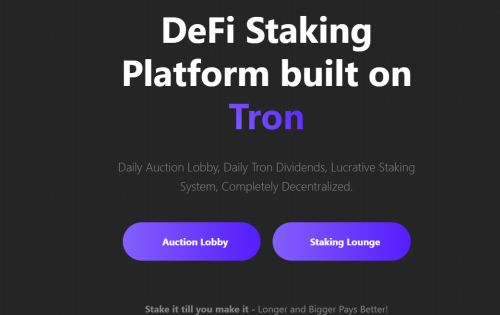 DeFi Staking
Platform built on
Tron
Daily Auction Lobby, Daily Tron Dividends, Lucrative Staking
System, Completely Decentralized.
Auction Lobby
Staking Lounge
Stake it till you make it - Longer and Bigger Pays Better!